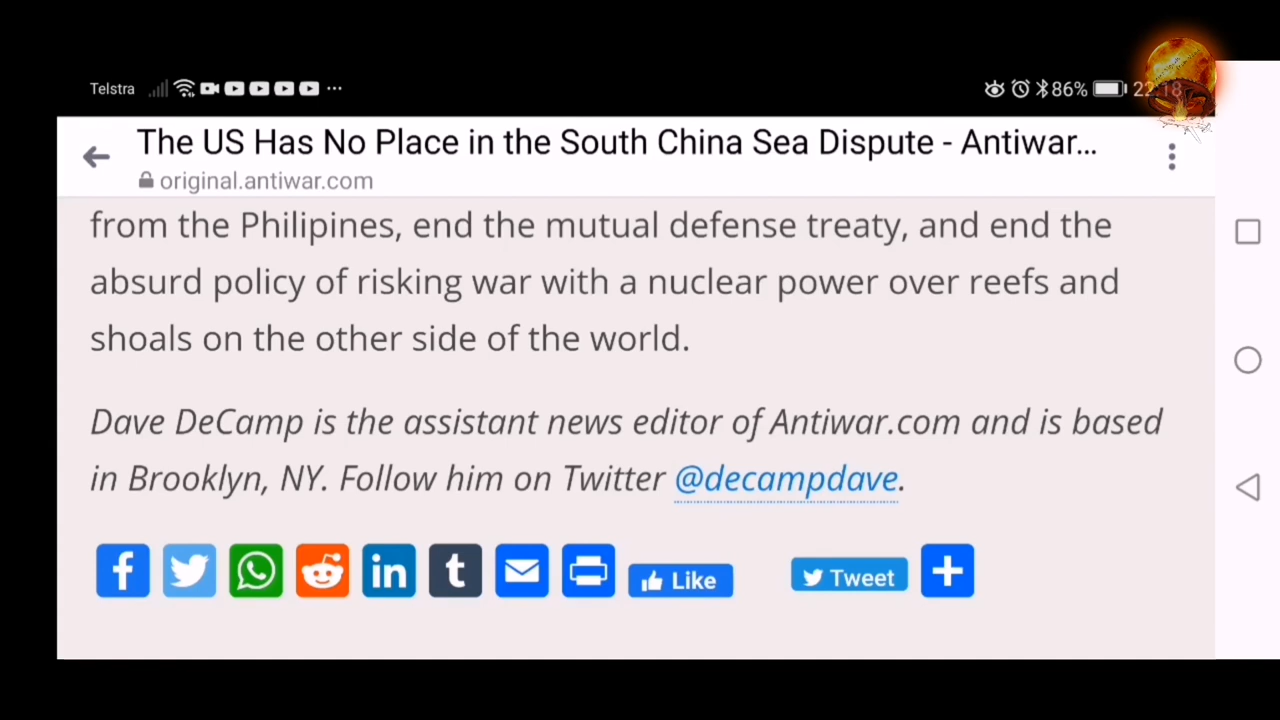 Telstra
86% 22:18
The US Has No Place in the South China Sea Dispute - Antiwar...
original.antiwar.com
from the Philipines, end the mutual defense treaty, and end the
absurd policy of risking war with a nuclear power over reefs and
shoals on the other side of the world.
Dave DeCamp is the assistant news editor of Antiwar.com and is based
in Brooklyn, NY. Follow him on Twitter @decampdave.
Like
Tweet